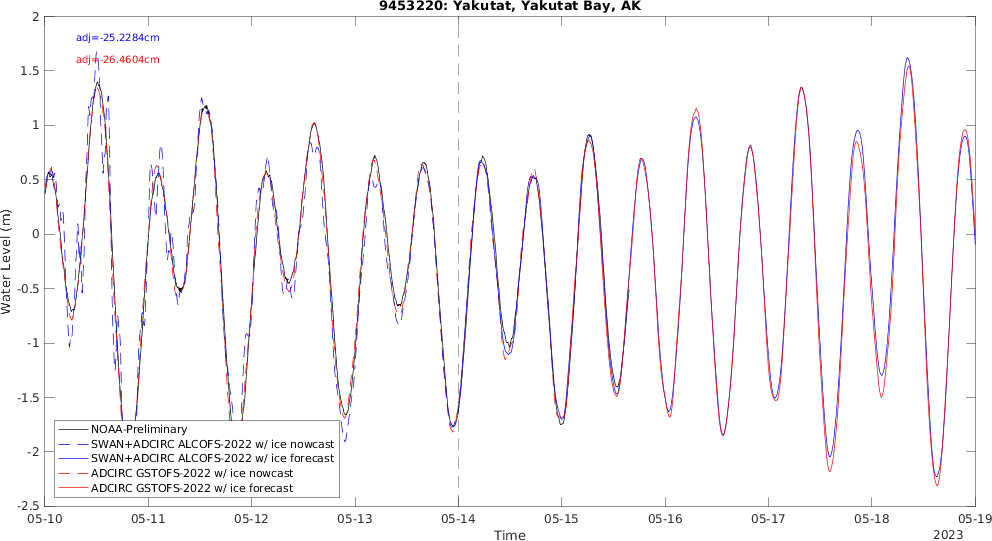 9453220: Yakutat, Yakutat Bay, AK
adj=-25.2284cm
adj=-26.4604cm
2
1.5
1
0.5
0
-0.5
-1
-1.5
-2
-2.5
Water Level (m)
NOAA-Preliminary
SWAN+ADCIRC ALCOFS-2022 w/ ice nowcast
SWAN+ADCIRC ALCOFS-2022 w/ ice forecast
ADCIRC GSTOFS-2022 w/ ice nowcast
ADCIRC GSTOFS-2022 w/ ice forecast
05-10 05-11 05-12 05-13 05-14 05-15 05-16 05-17 05-18 05-19
Time
2023